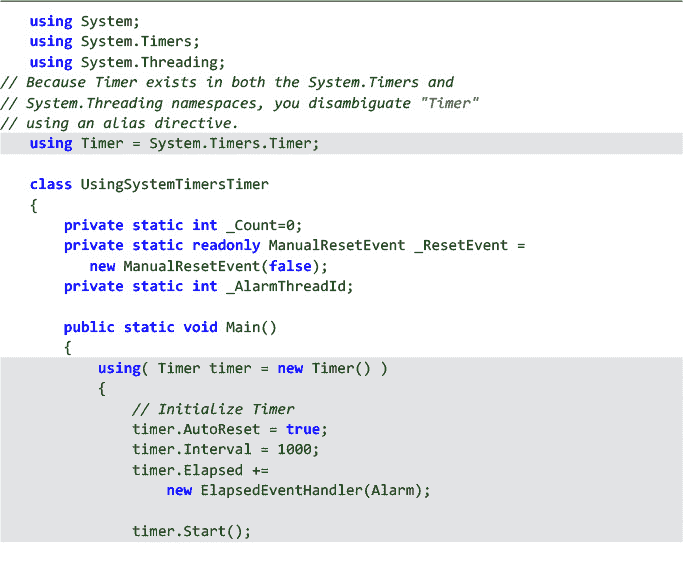 using System;
using System.Timers;
using System.Threading;
// Because Timer exists in both the System.Timers and
// System.Threading namespaces, you disambiguate "Timer"
// using an alias directive.
using Timer = System.Timers.Timer;
class UsingSystemTimersTimer
{
private static int _Count=0;
private static readonly ManualResetEvent _ResetEvent =
new ManualResetEvent(false);
private static int _AlarmThreadId;
public static void Main()
{
using( Timer timer = new Timer() )
{
// Initialize Timer
timer.AutoReset = true;
timer.Interval = 1000;
timer.Elapsed +=
new ElapsedEventHandler(Alarm);
timer.Start();